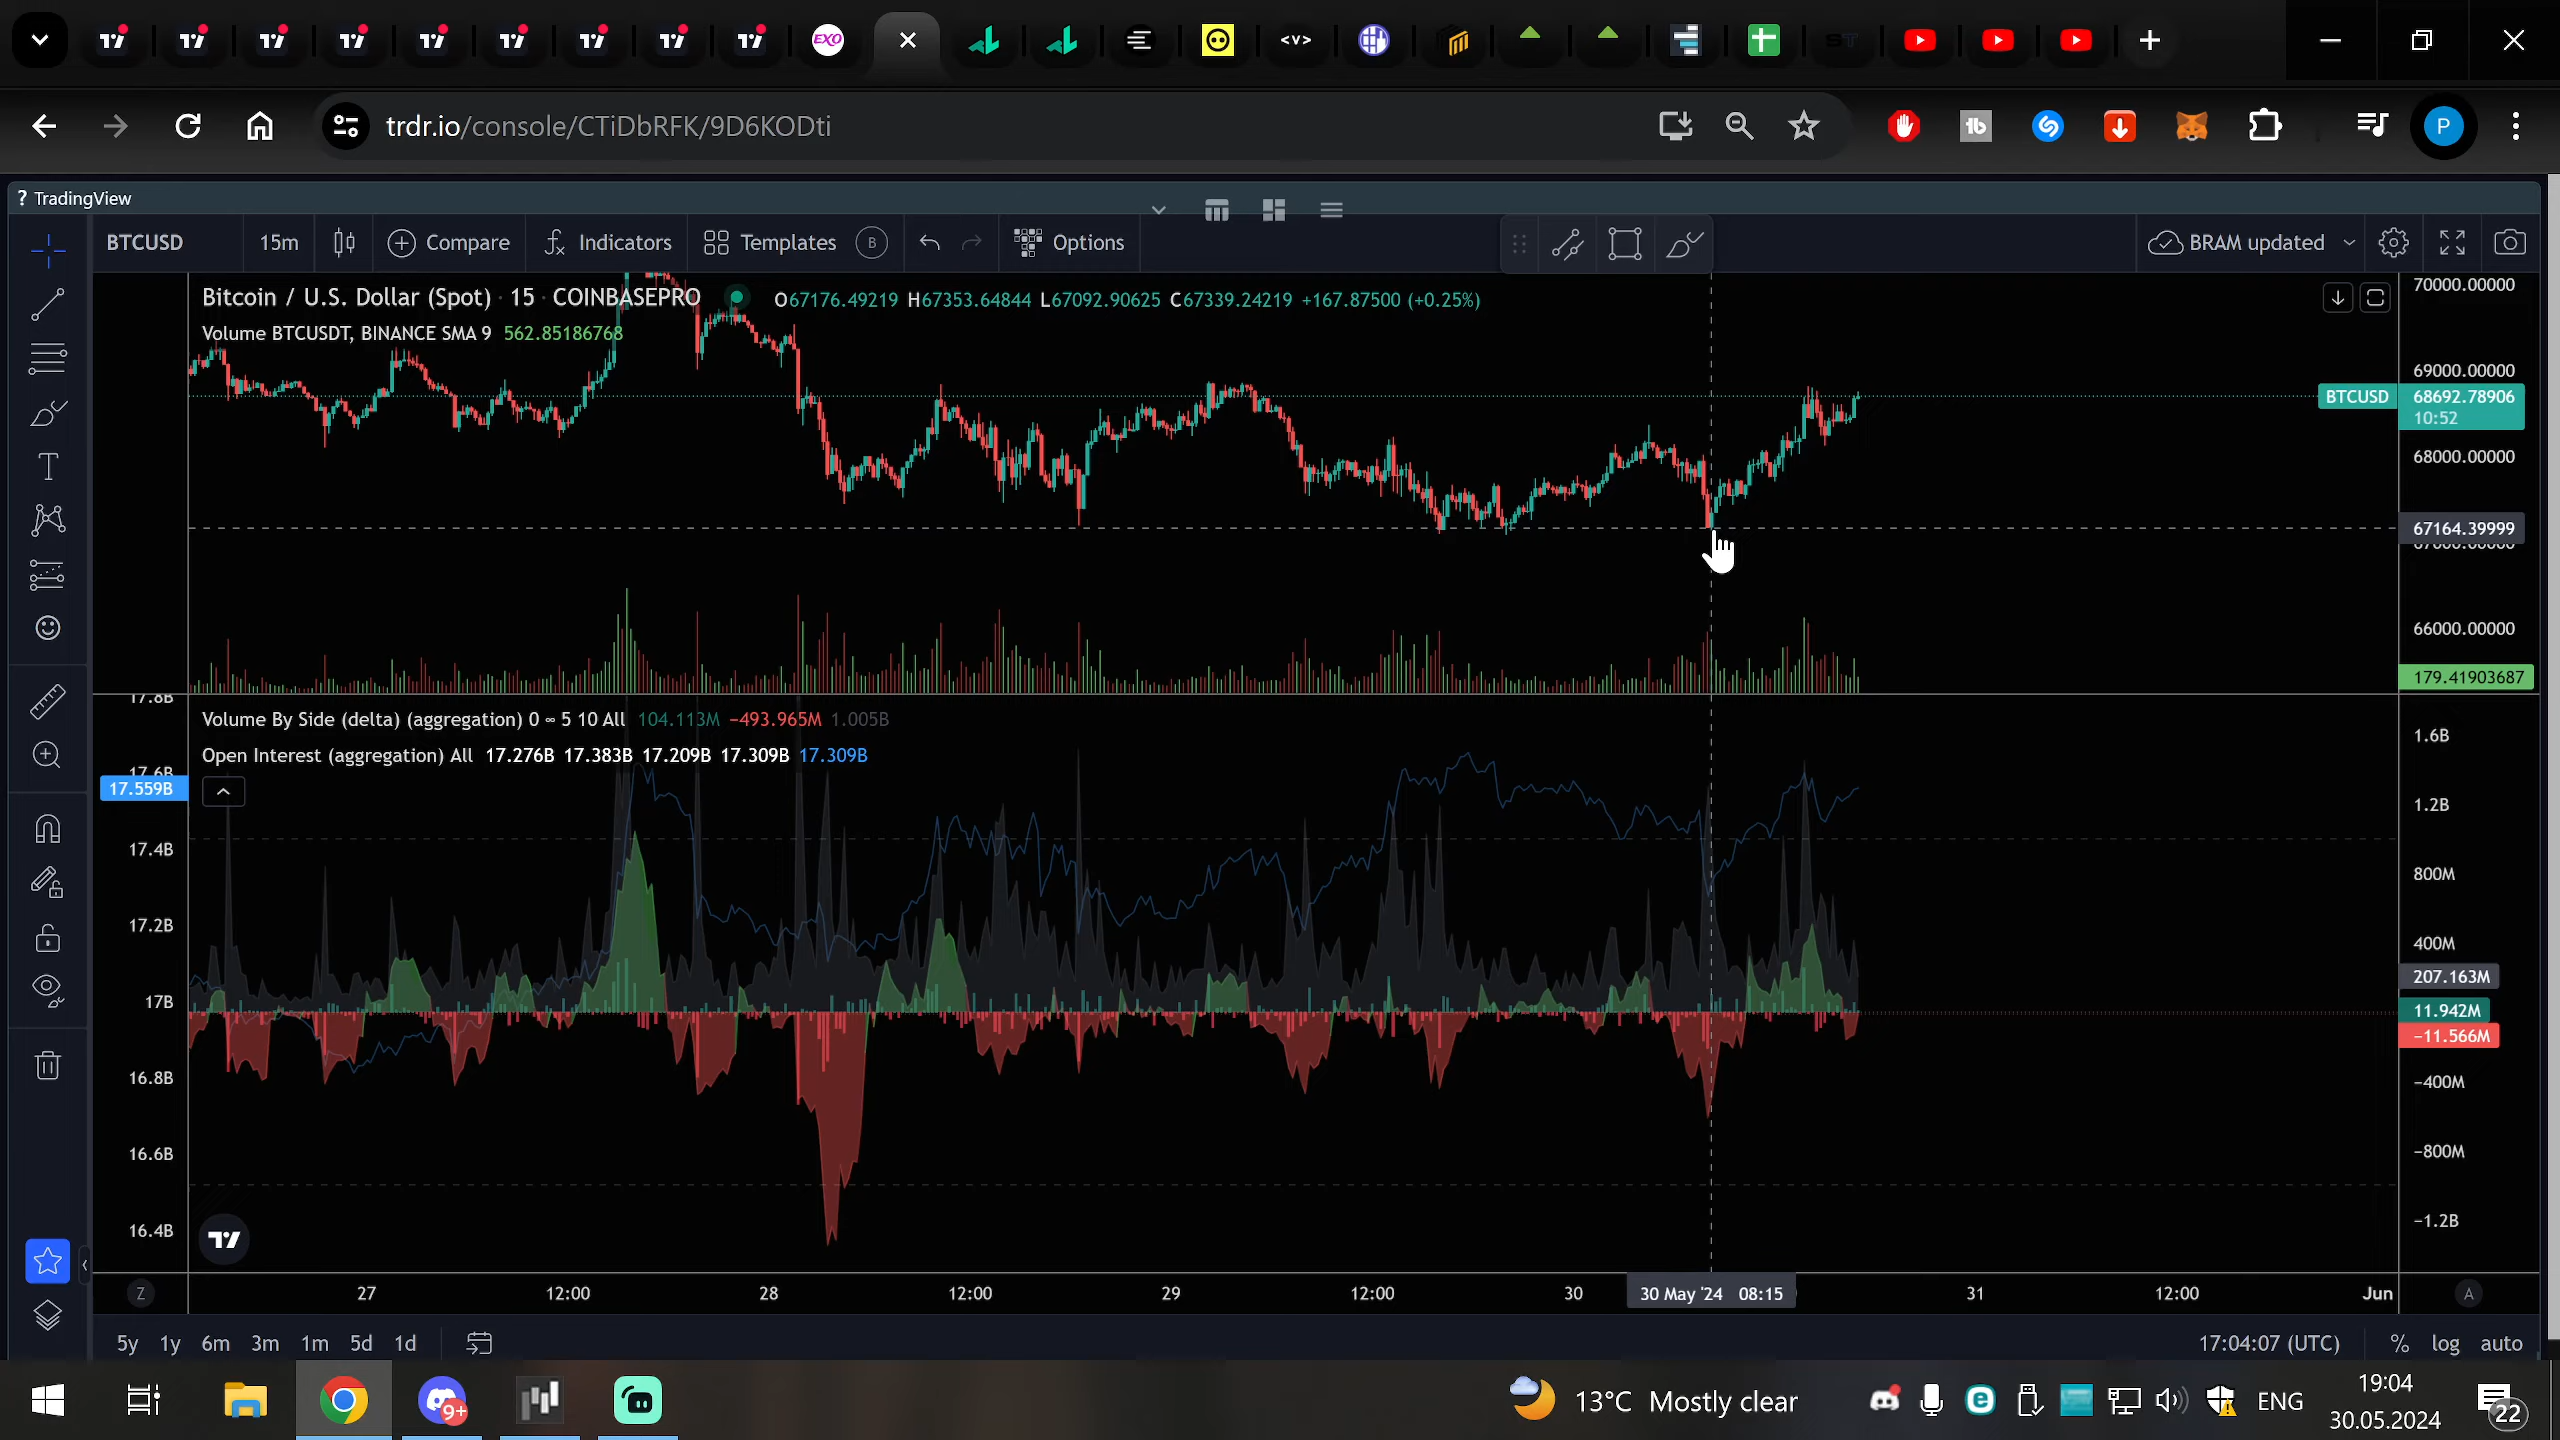 EXO
<v>
ST
trdr.io/console/CTiDbRFK/9D6KODti
P
? TradingView
BTCUSD 15m Compare Indicators Templates B Options BRAM updated
Bitcoin / U.S. Dollar (Spot) · 15 · COINBASEPRO O67176.49219 H67353.64844 L67092.90625 C67339.24219 +167.87500 (+0.25%)
Volume BTCUSDT, BINANCE SMA 9 562.85186768
70000.00000
69000.00000
BTCUSD 68692.78906
10:52
68000.00000
67164.39999
66000.00000
179.41903687
17.8B
Volume By Side (delta) (aggregation) 0 ∞ 5 10 All 104.113M −493.965M 1.005B
Open Interest (aggregation) All 17.276B 17.383B 17.209B 17.309B 17.309B
17.6B
17.559B
17.4B
17.2B
17B
16.8B
16.6B
16.4B
1.6B
1.2B
800M
400M
207.163M
11.942M
−11.566M
−400M
−800M
−1.2B
Z 27 12:00 28 12:00 29 12:00 30 30 May '24 08:15 31 12:00 Jun A
5y 1y 6m 3m 1m 5d 1d 17:04:07 (UTC) % log auto
9+
13°C Mostly clear
ENG
19:04
30.05.2024
22